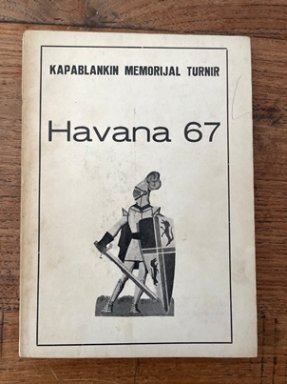 KAPABLANKIN MEMORIJAL TURNIR
Havana 67